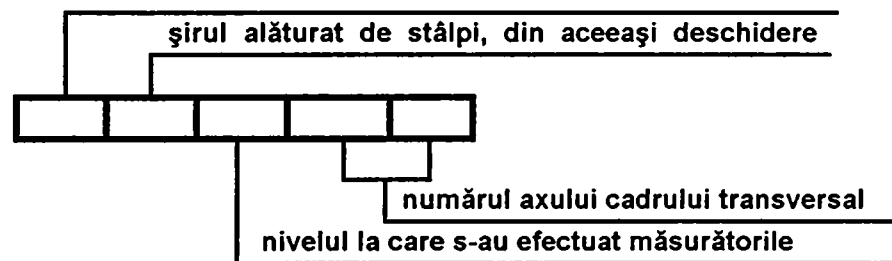 şirul alăturat de stâlpi, din aceeaşi deschidere
numărul axului cadrului transversal
nivelul la care s-au efectuat măsurătorile